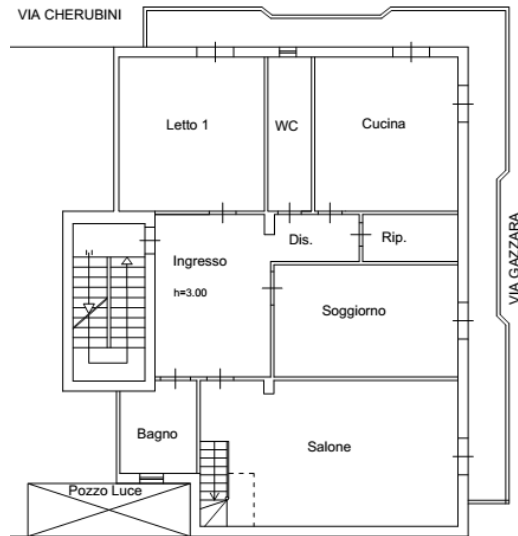 VIA CHERUBINI
Letto 1
WC
Cucina
Dis.
Rip.
Ingresso
h=3.00
Soggiorno
VIA GAZZARA
Bagno
Salone
Pozzo Luce